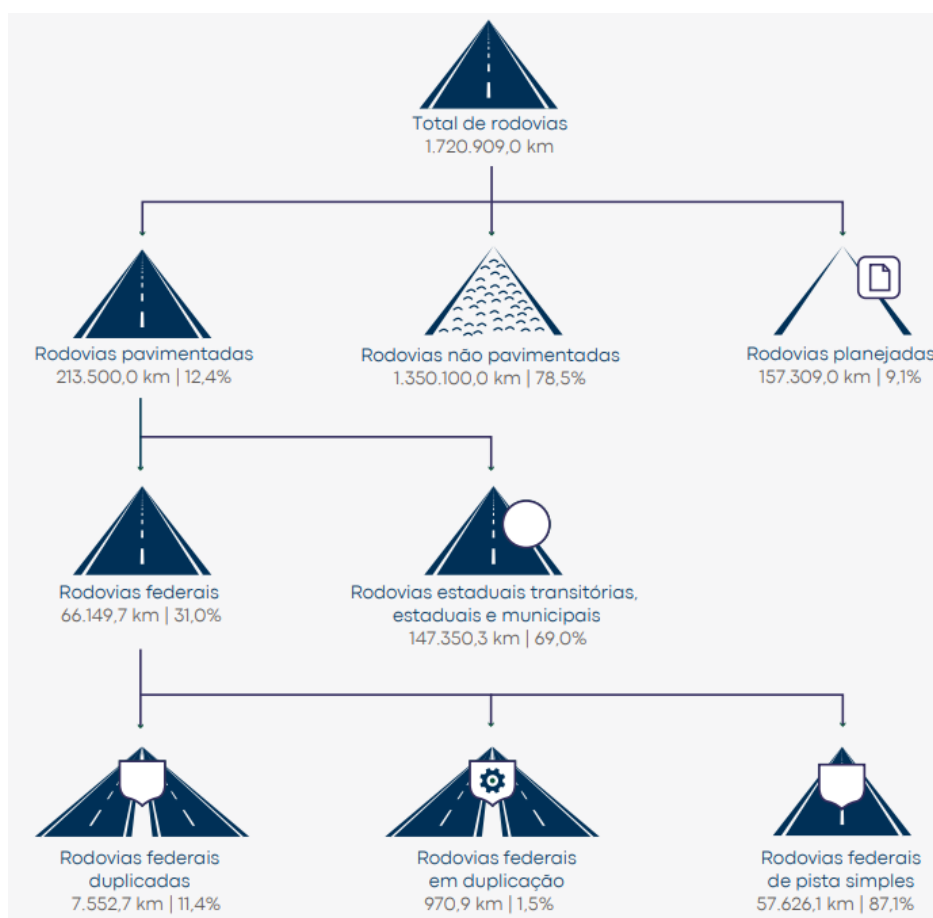 Total de rodovias
1.720.909,0 km
Rodovias pavimentadas
213.500,0 km | 12,4%
Rodovias não pavimentadas
1.350.100,0 km | 78,5%
Rodovias planejadas
157.309,0 km | 9,1%
Rodovias federais
66.149,7 km | 31,0%
Rodovias estaduais transitórias,
estaduais e municipais
147.350,3 km | 69,0%
Rodovias federais
duplicadas
7.552,7 km | 11,4%
Rodovias federais
em duplicação
970,9 km | 1,5%
Rodovias federais
de pista simples
57.626,1 km | 87,1%